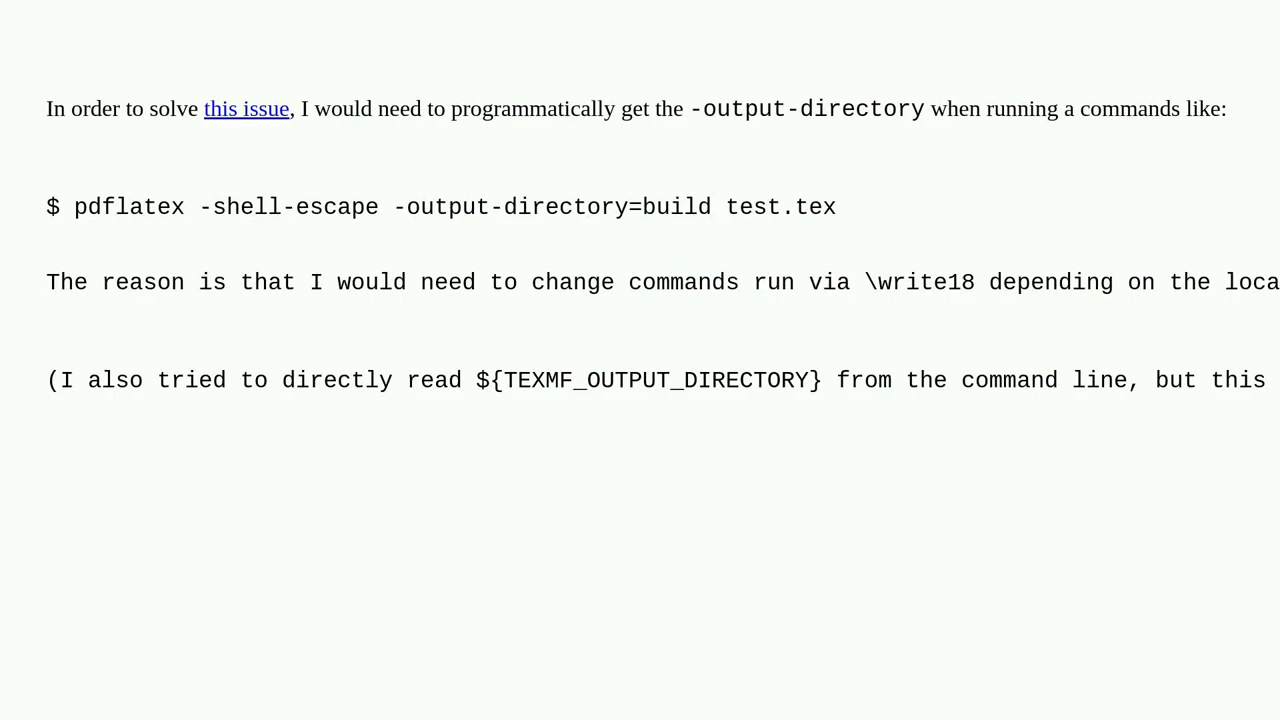 In order to solve this issue, I would need to programmatically get the -output-directory when running a commands like:
$ pdflatex -shell-escape -output-directory=build test.tex
The reason is that I would need to change commands run via \write18 depending on the loca
(I also tried to directly read ${TEXMF_OUTPUT_DIRECTORY} from the command line, but this